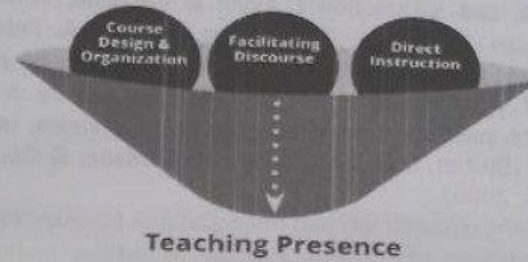 Course
Design &
Organization
Facilitating
Discourse
Direct
Instruction
Teaching Presence